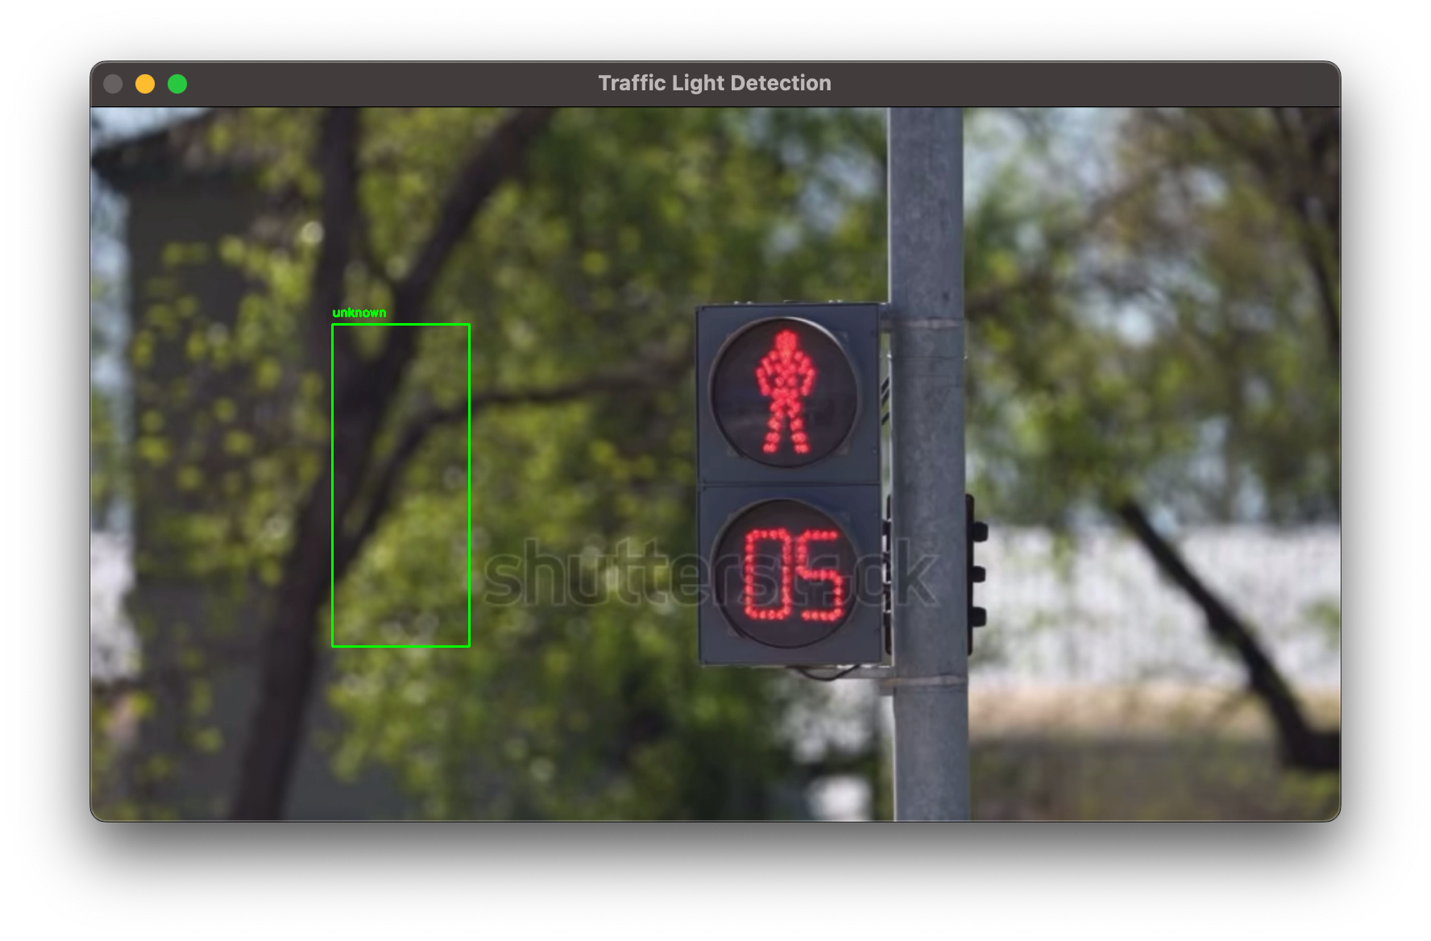 Traffic Light Detection
unknown
shutterstock
05